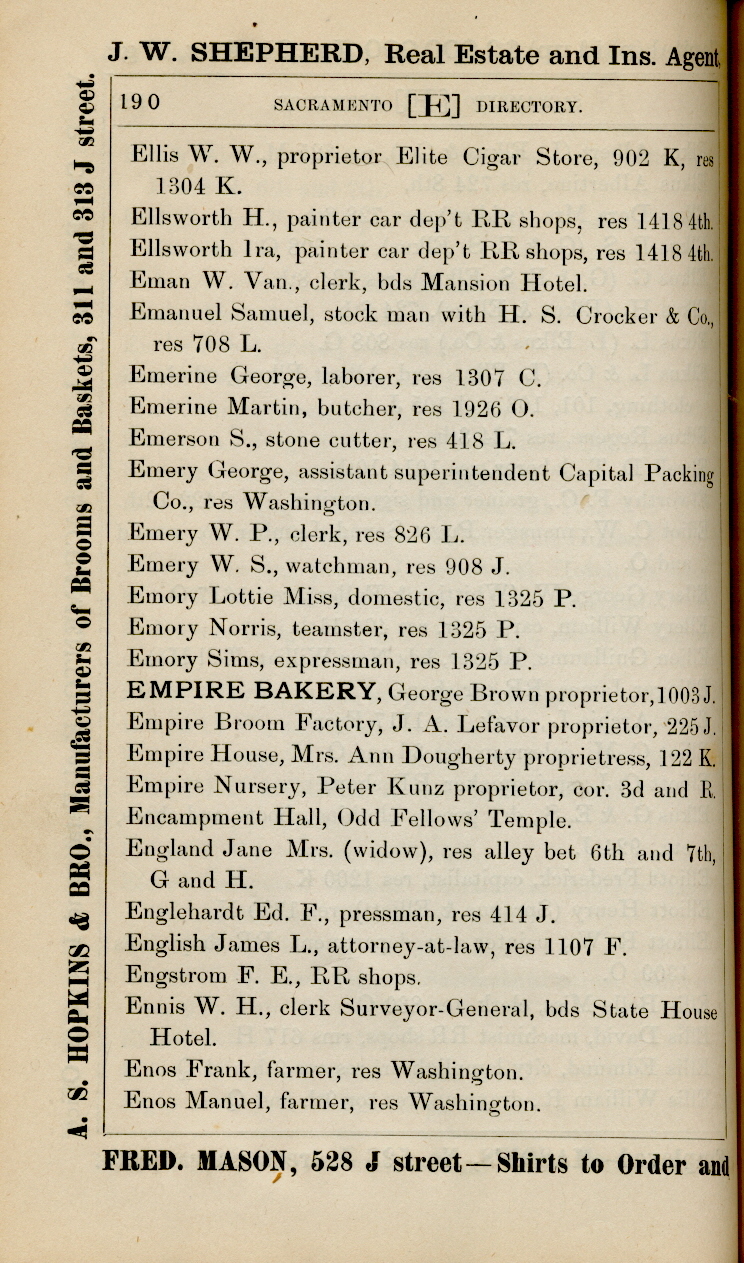 J. W. SHEPHERD, Real Estate and Ins. Agent,
A. S. HOPKINS & BRO., Manufacturers of Brooms and Baskets, 311 and 313 J street.
190 SACRAMENTO [E] DIRECTORY.
Ellis W. W., proprietor Elite Cigar Store, 902 K, res
1304 K.
Ellsworth H., painter car dep't RR shops, res 1418 4th.
Ellsworth Ira, painter car dep't RR shops, res 1418 4th.
Eman W. Van., clerk, bds Mansion Hotel.
Emanuel Samuel, stock man with H. S. Crocker & Co.,
res 708 L.
Emerine George, laborer, res 1307 C.
Emerine Martin, butcher, res 1926 O.
Emerson S., stone cutter, res 418 L.
Emery George, assistant superintendent Capital Packing
Co., res Washington.
Emery W. P., clerk, res 826 L.
Emery W. S., watchman, res 908 J.
Emory Lottie Miss, domestic, res 1325 P.
Emory Norris, teamster, res 1325 P.
Emory Sims, expressman, res 1325 P.
EMPIRE BAKERY, George Brown proprietor, 1003 J.
Empire Broom Factory, J. A. Lefavor proprietor, 225 J.
Empire House, Mrs. Ann Dougherty proprietress, 122 K.
Empire Nursery, Peter Kunz proprietor, cor. 3d and R.
Encampment Hall, Odd Fellows' Temple.
England Jane Mrs. (widow), res alley bet 6th and 7th,
G and H.
Englehardt Ed. F., pressman, res 414 J.
English James L., attorney-at-law, res 1107 F.
Engstrom F. E., RR shops.
Ennis W. H., clerk Surveyor-General, bds State House
Hotel.
Enos Frank, farmer, res Washington.
Enos Manuel, farmer, res Washington.
FRED. MASON, 528 J street—Shirts to Order and